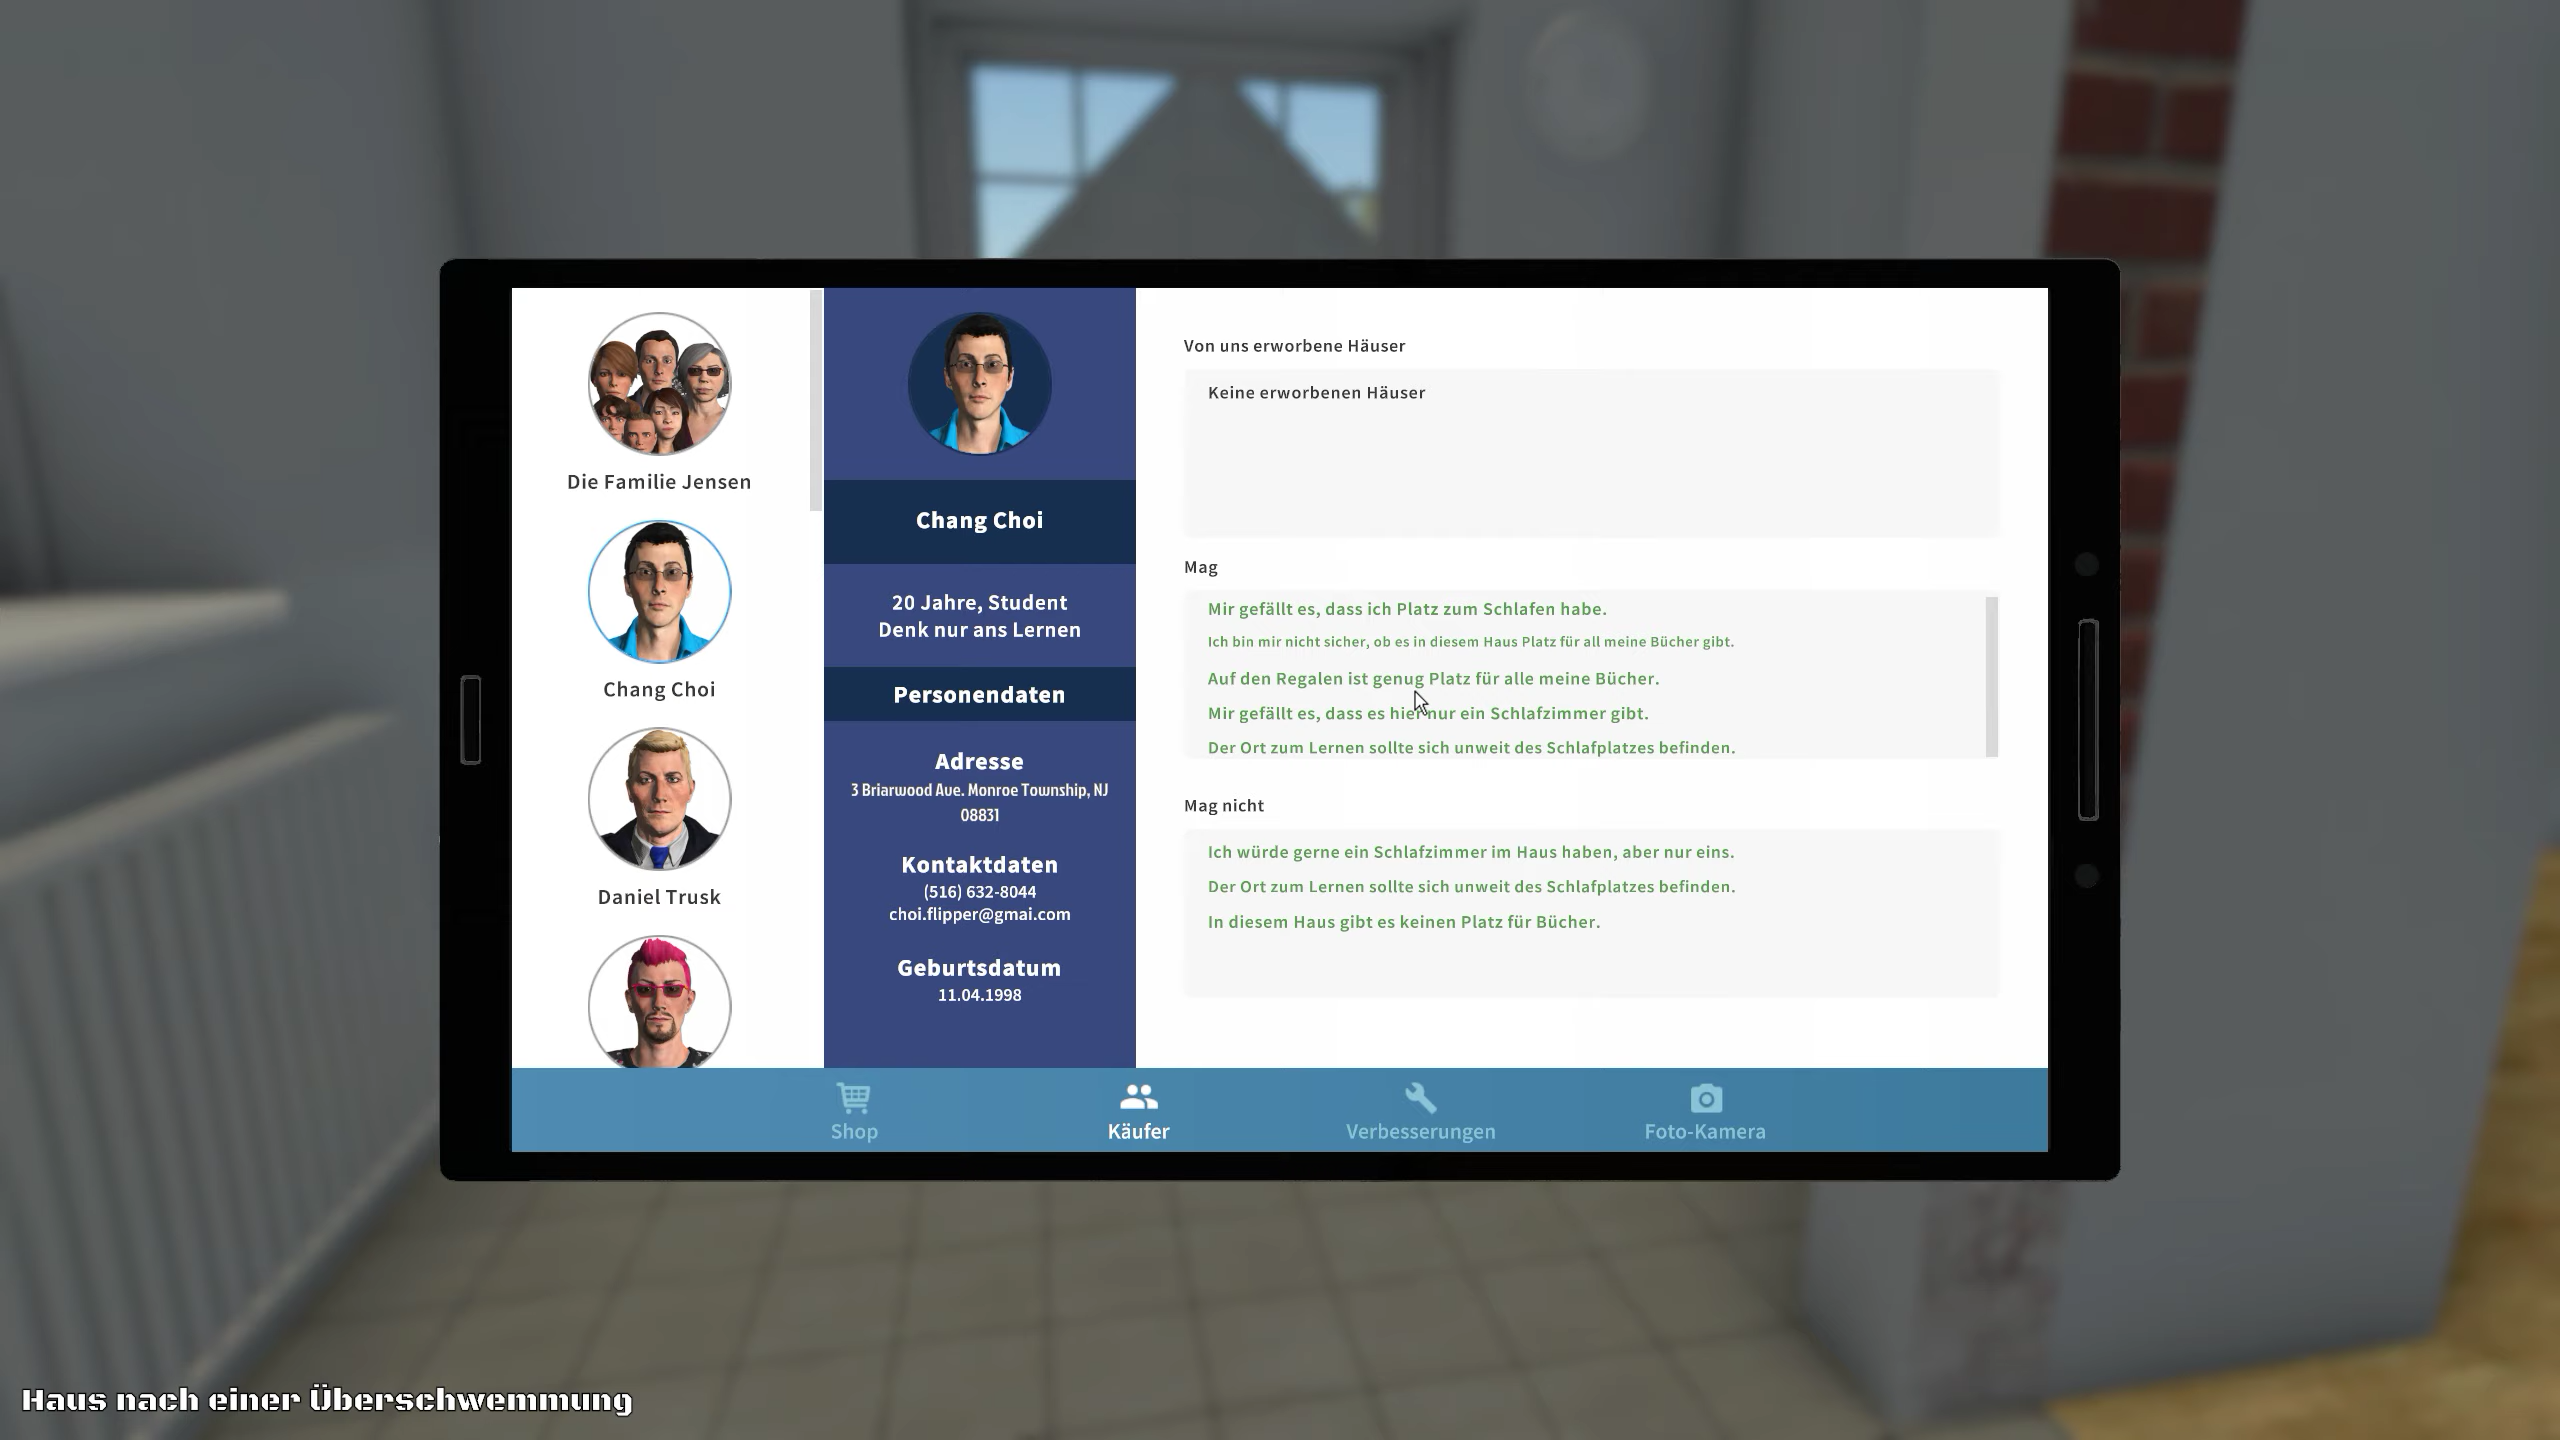 Die Familie Jensen
Chang Choi
Daniel Trusk
Chang Choi
20 Jahre, Student
Denk nur ans Lernen
Personendaten
Adresse
3 Briarwood Ave. Monroe Township, NJ
08831
Kontaktdaten
(516) 632-8044
choi.flipper@gmai.com
Geburtsdatum
11.04.1998
Von uns erworbene Häuser
Keine erworbenen Häuser
Mag
Mir gefällt es, dass ich Platz zum Schlafen habe.
Ich bin mir nicht sicher, ob es in diesem Haus Platz für all meine Bücher gibt.
Auf den Regalen ist genug Platz für alle meine Bücher.
Mir gefällt es, dass es hier nur ein Schlafzimmer gibt.
Der Ort zum Lernen sollte sich unweit des Schlafplatzes befinden.
Mag nicht
Ich würde gerne ein Schlafzimmer im Haus haben, aber nur eins.
Der Ort zum Lernen sollte sich unweit des Schlafplatzes befinden.
In diesem Haus gibt es keinen Platz für Bücher.
Shop
Käufer
Verbesserungen
Foto-Kamera
Haus nach einer Überschwemmung